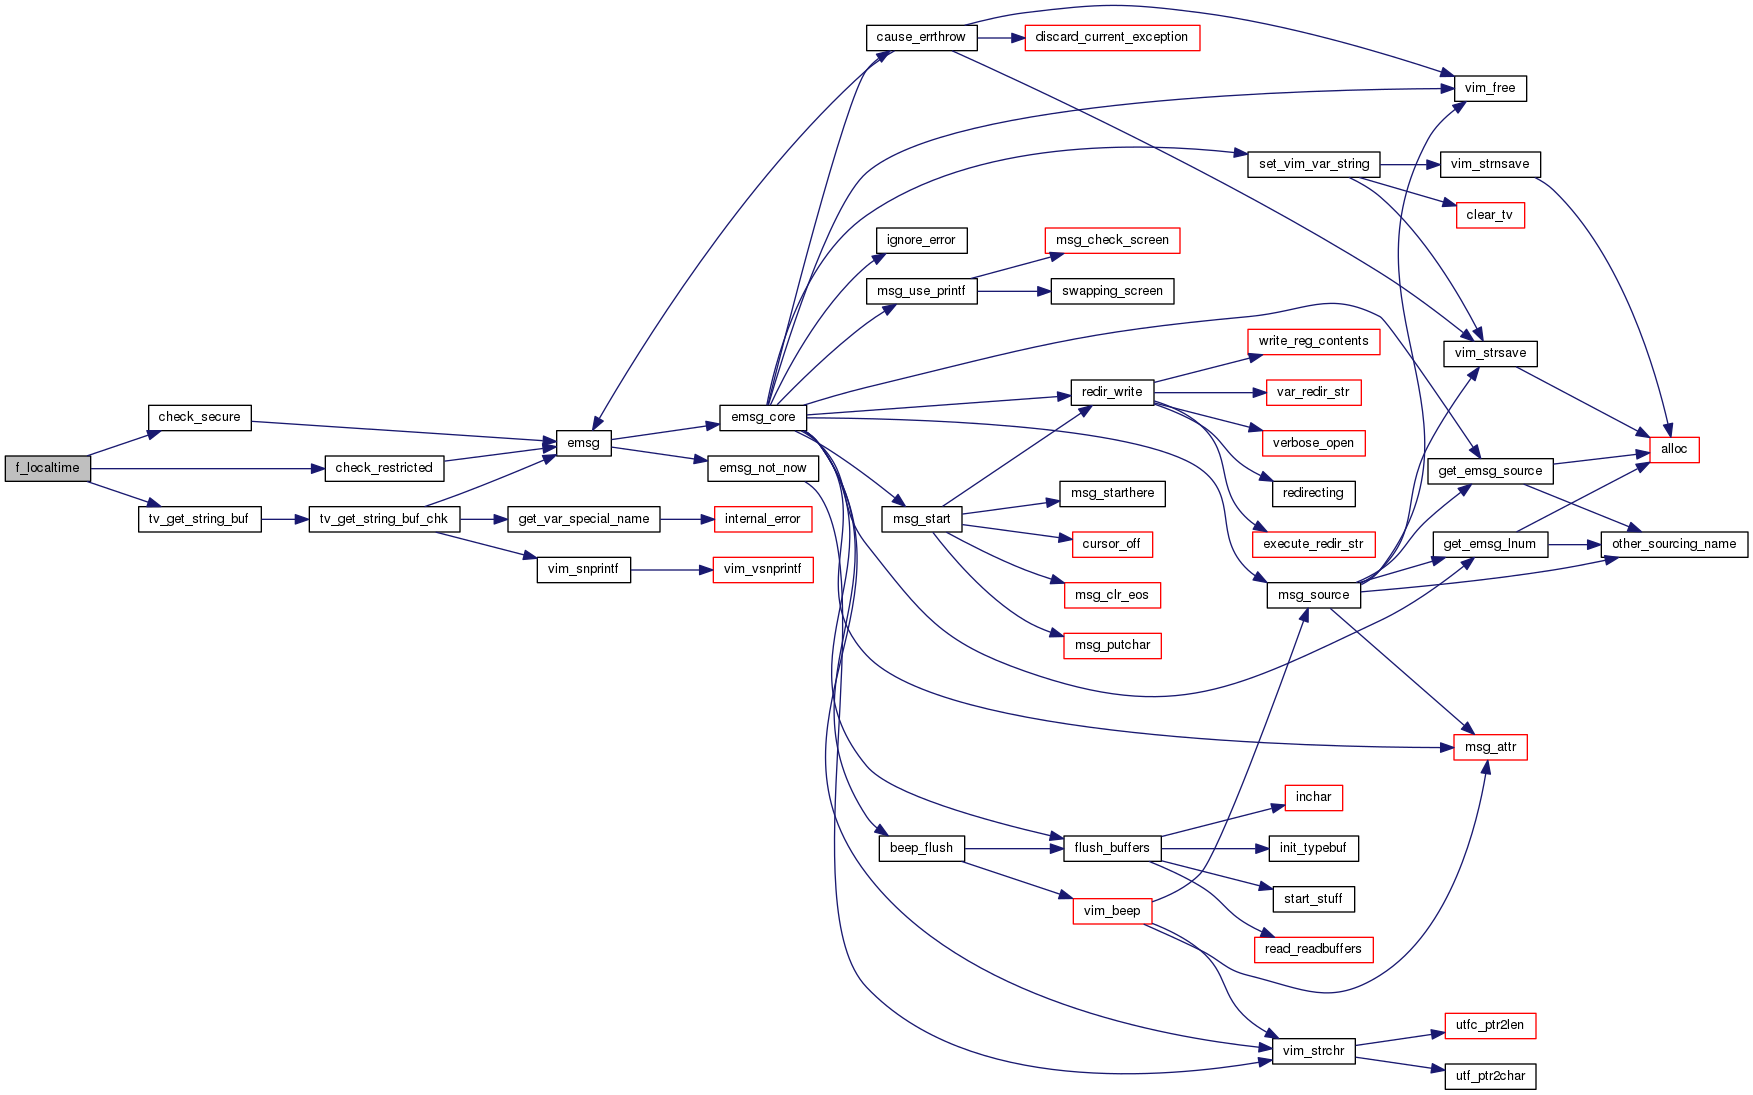 cause_errthrow
discard_current_exception
vim_free
set_vim_var_string
vim_strnsave
clear_tv
ignore_error
msg_check_screen
msg_use_printf
swapping_screen
write_reg_contents
vim_strsave
redir_write
var_redir_str
check_secure
emsg_core
emsg
verbose_open
alloc
f_localtime
check_restricted
emsg_not_now
get_emsg_source
msg_starthere
redirecting
tv_get_string_buf
tv_get_string_buf_chk
get_var_special_name
internal_error
msg_start
cursor_off
execute_redir_str
get_emsg_lnum
other_sourcing_name
vim_snprintf
vim_vsnprintf
msg_clr_eos
msg_source
msg_putchar
msg_attr
inchar
beep_flush
flush_buffers
init_typebuf
start_stuff
vim_beep
read_readbuffers
utfc_ptr2len
vim_strchr
utf_ptr2char